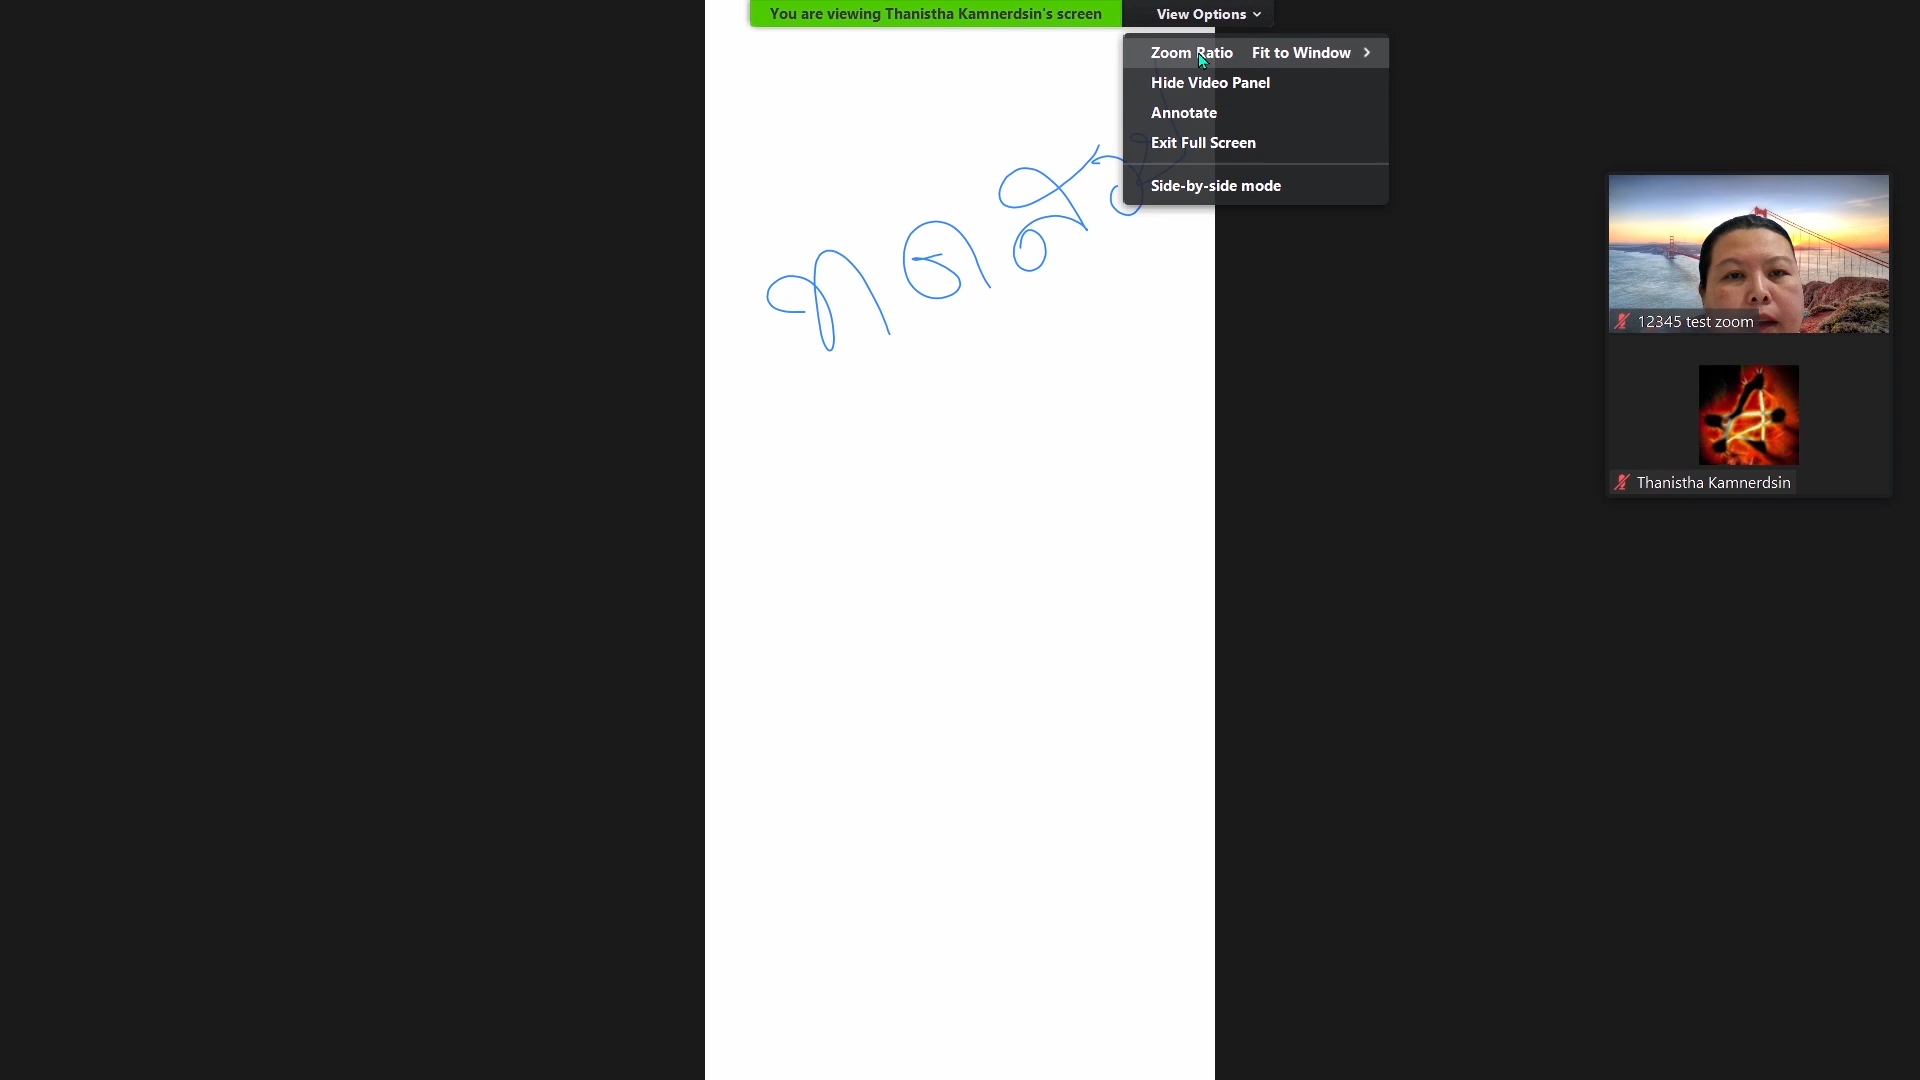 You are viewing Thanistha Kamnerdsin's screen
View Options
Zoom Ratio Fit to Window
Hide Video Panel
Annotate
Exit Full Screen
Side-by-side mode
12345 test zoom
Thanistha Kamnerdsin